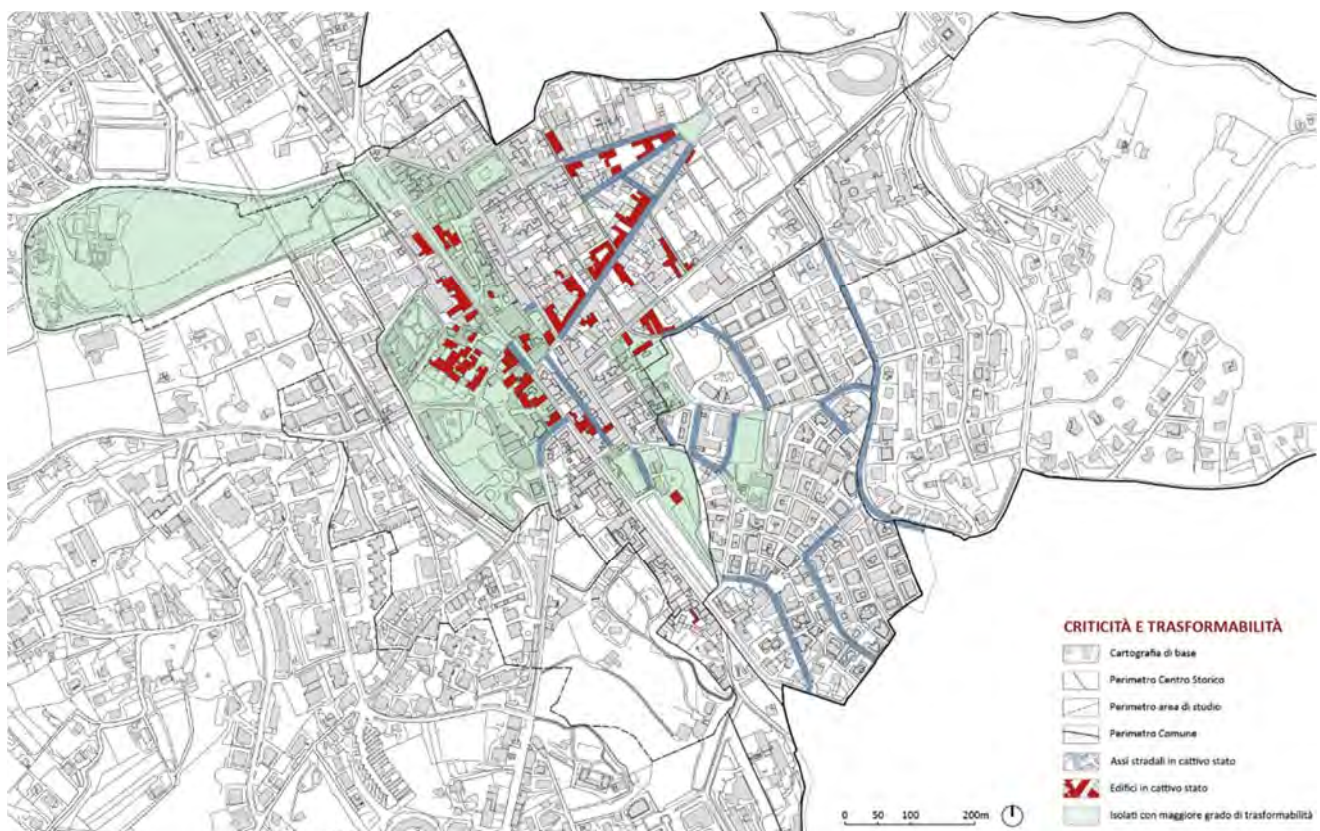 CRITICITÀ E TRASFORMABILITÀ
Cartografia di base
Perimetro Centro Storico
Perimetro area di studio
Perimetro Comune
Assi stradali in cattivo stato
Edifici in cattivo stato
Isolati con maggiore grado di trasformabilità
0 50 100 200m